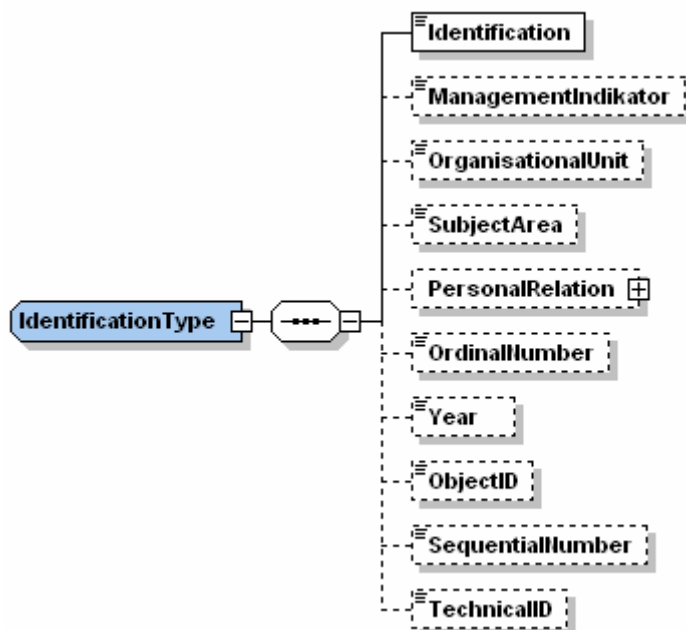 Identification
ManagementIndikator
OrganisationalUnit
SubjectArea
PersonalRelation
IdentificationType
OrdinalNumber
Year
ObjectID
SequentialNumber
TechnicalID